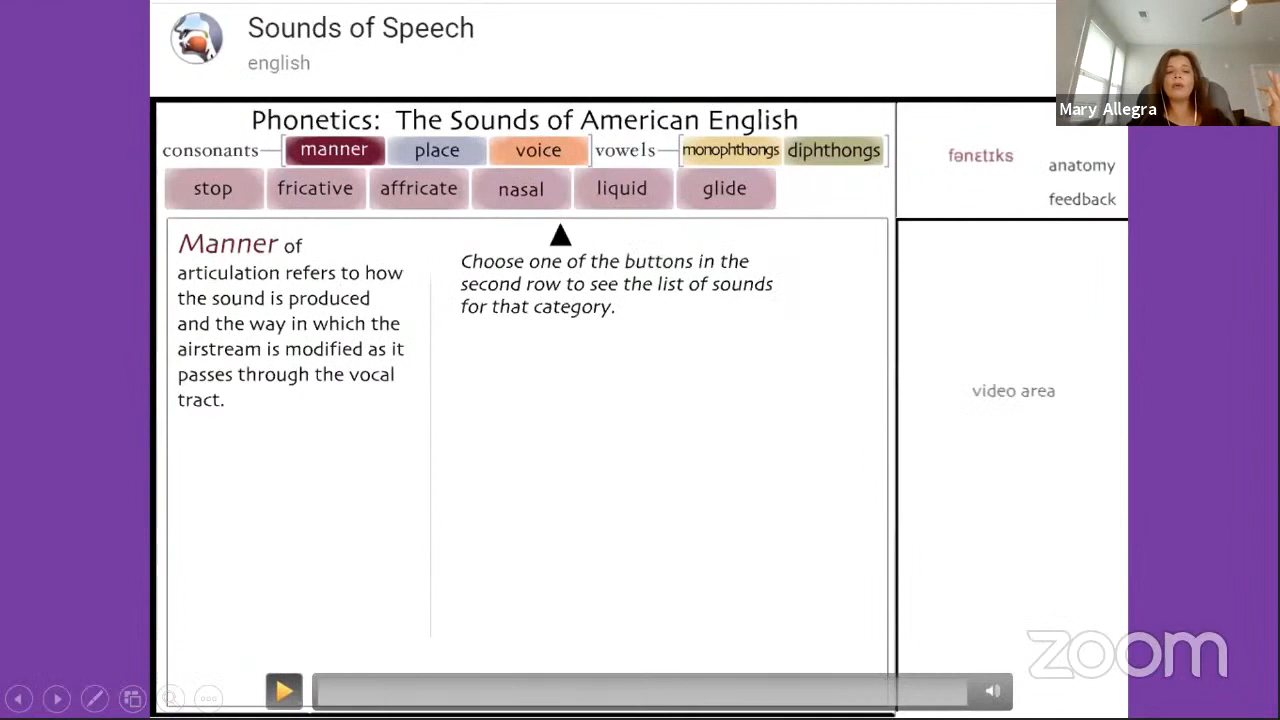 Sounds of Speech
english
Mary Allegra
Phonetics: The Sounds of American English
consonants manner place voice vowels monophthongs diphthongs
stop fricative affricate nasal liquid glide
fənɛtɪks
anatomy
feedback
Manner of
articulation refers to how
the sound is produced
and the way in which the
airstream is modified as it
passes through the vocal
tract.
Choose one of the buttons in the
second row to see the list of sounds
for that category.
video area
zoom